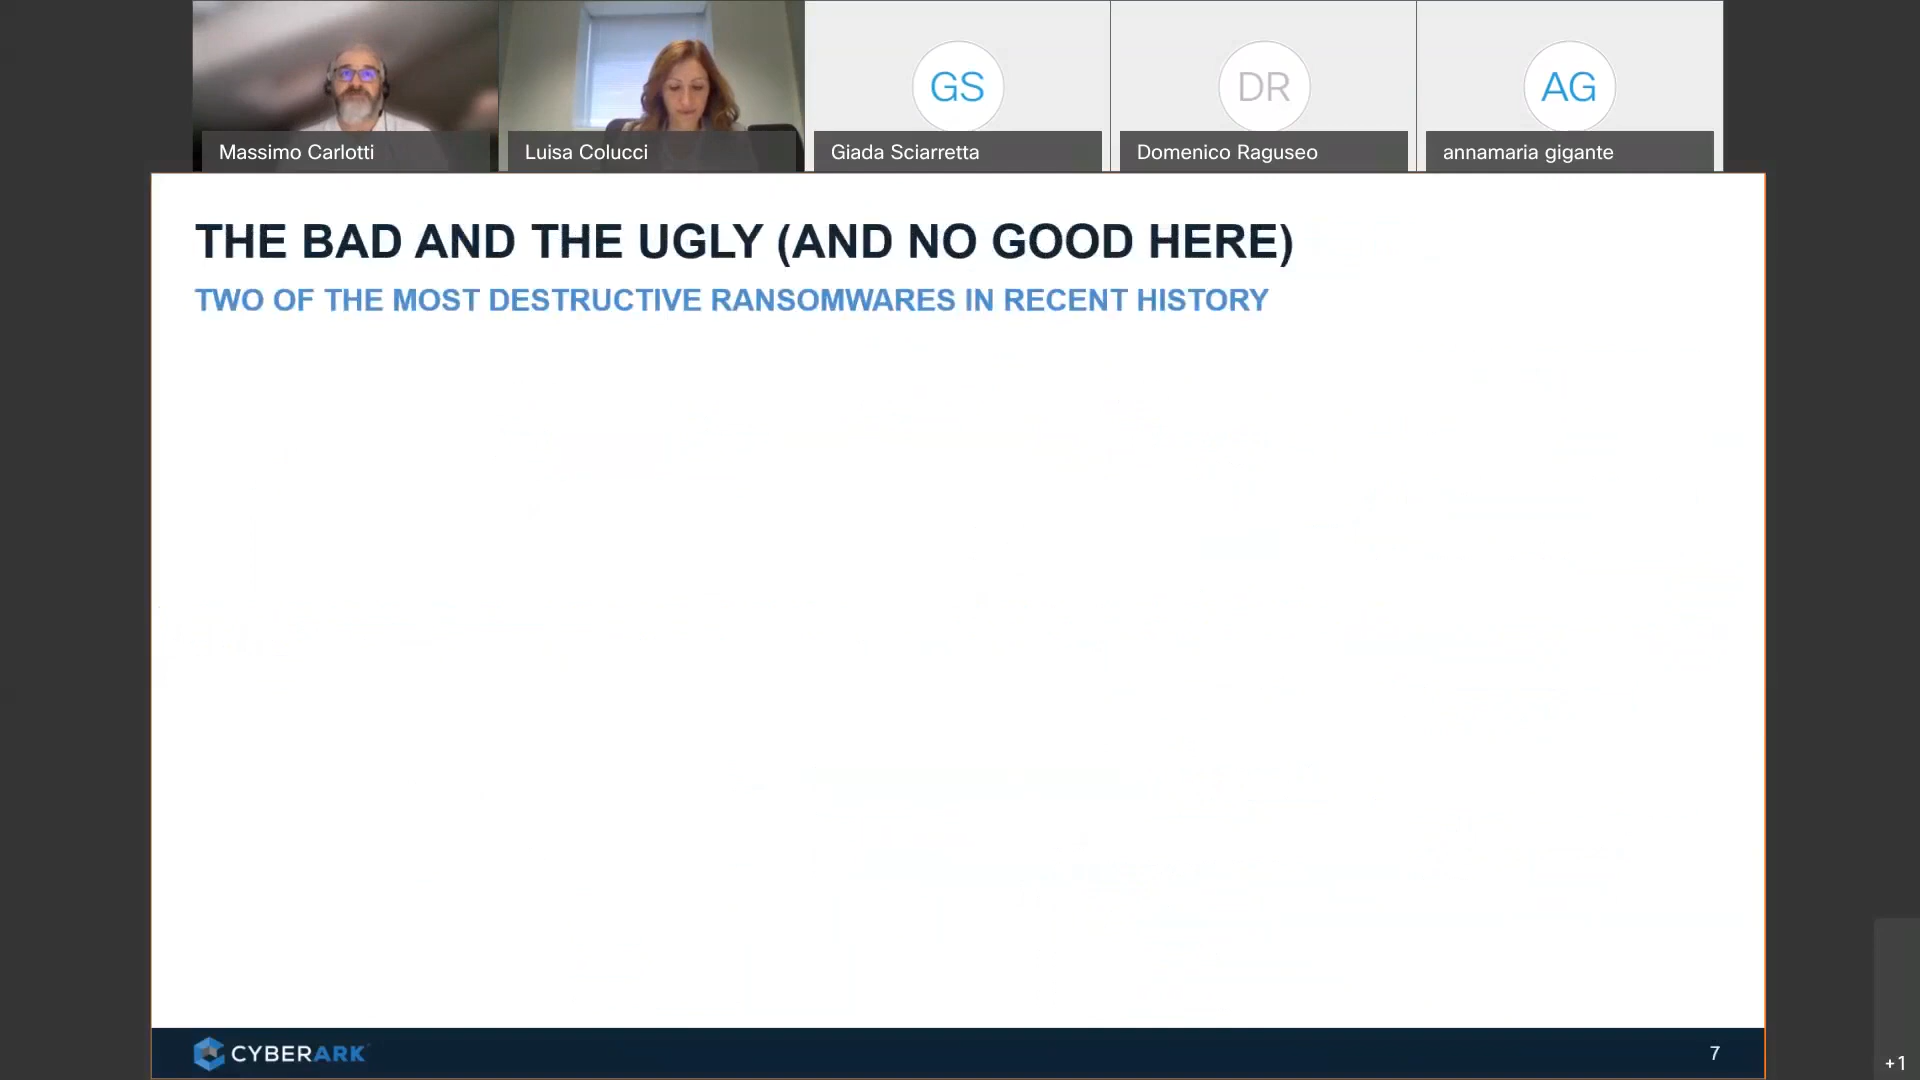 GS
DR
AG
Massimo Carlotti
Luisa Colucci
Giada Sciarretta
Domenico Raguseo
annamaria gigante
THE BAD AND THE UGLY (AND NO GOOD HERE)
TWO OF THE MOST DESTRUCTIVE RANSOMWARES IN RECENT HISTORY
CYBERARK
7
+1